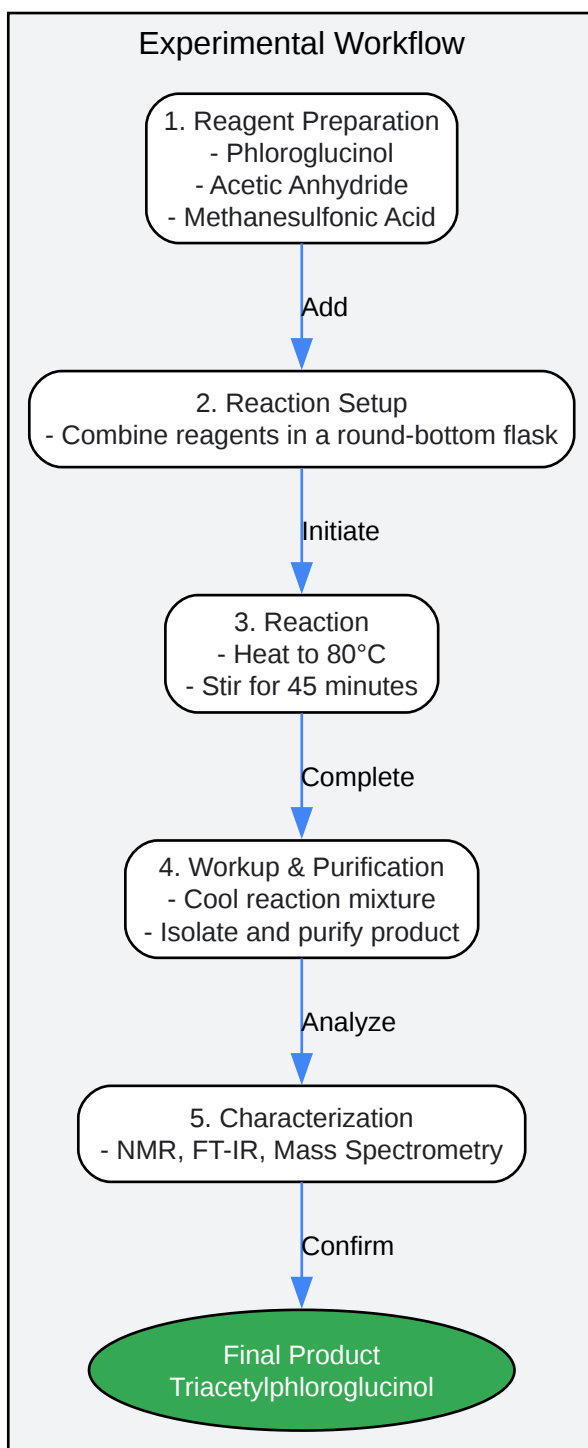 Experimental Workflow
1. Reagent Preparation
- Phloroglucinol
- Acetic Anhydride
- Methanesulfonic Acid
Add
2. Reaction Setup
- Combine reagents in a round-bottom flask
Initiate
3. Reaction
- Heat to 80°C
- Stir for 45 minutes
Complete
4. Workup & Purification
- Cool reaction mixture
- Isolate and purify product
Analyze
5. Characterization
- NMR, FT-IR, Mass Spectrometry
Confirm
Final Product
Triacetylphloroglucinol